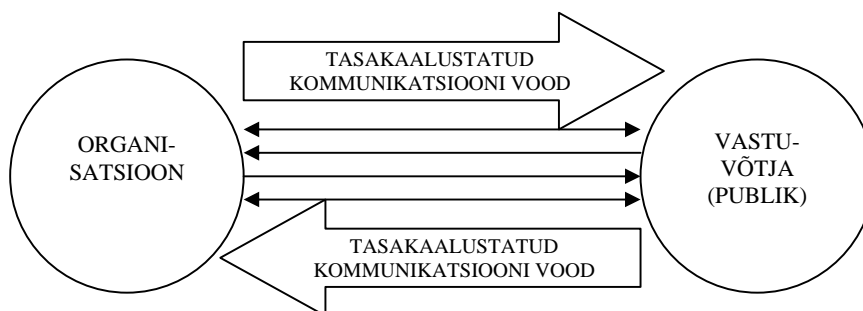 TASAKAALUSTATUD
KOMMUNIKATSIOONI VOOD
ORGANI-
SATSIOON
VASTU-
VÕTJA
(PUBLIK)
TASAKAALUSTATUD
KOMMUNIKATSIOONI VOOD